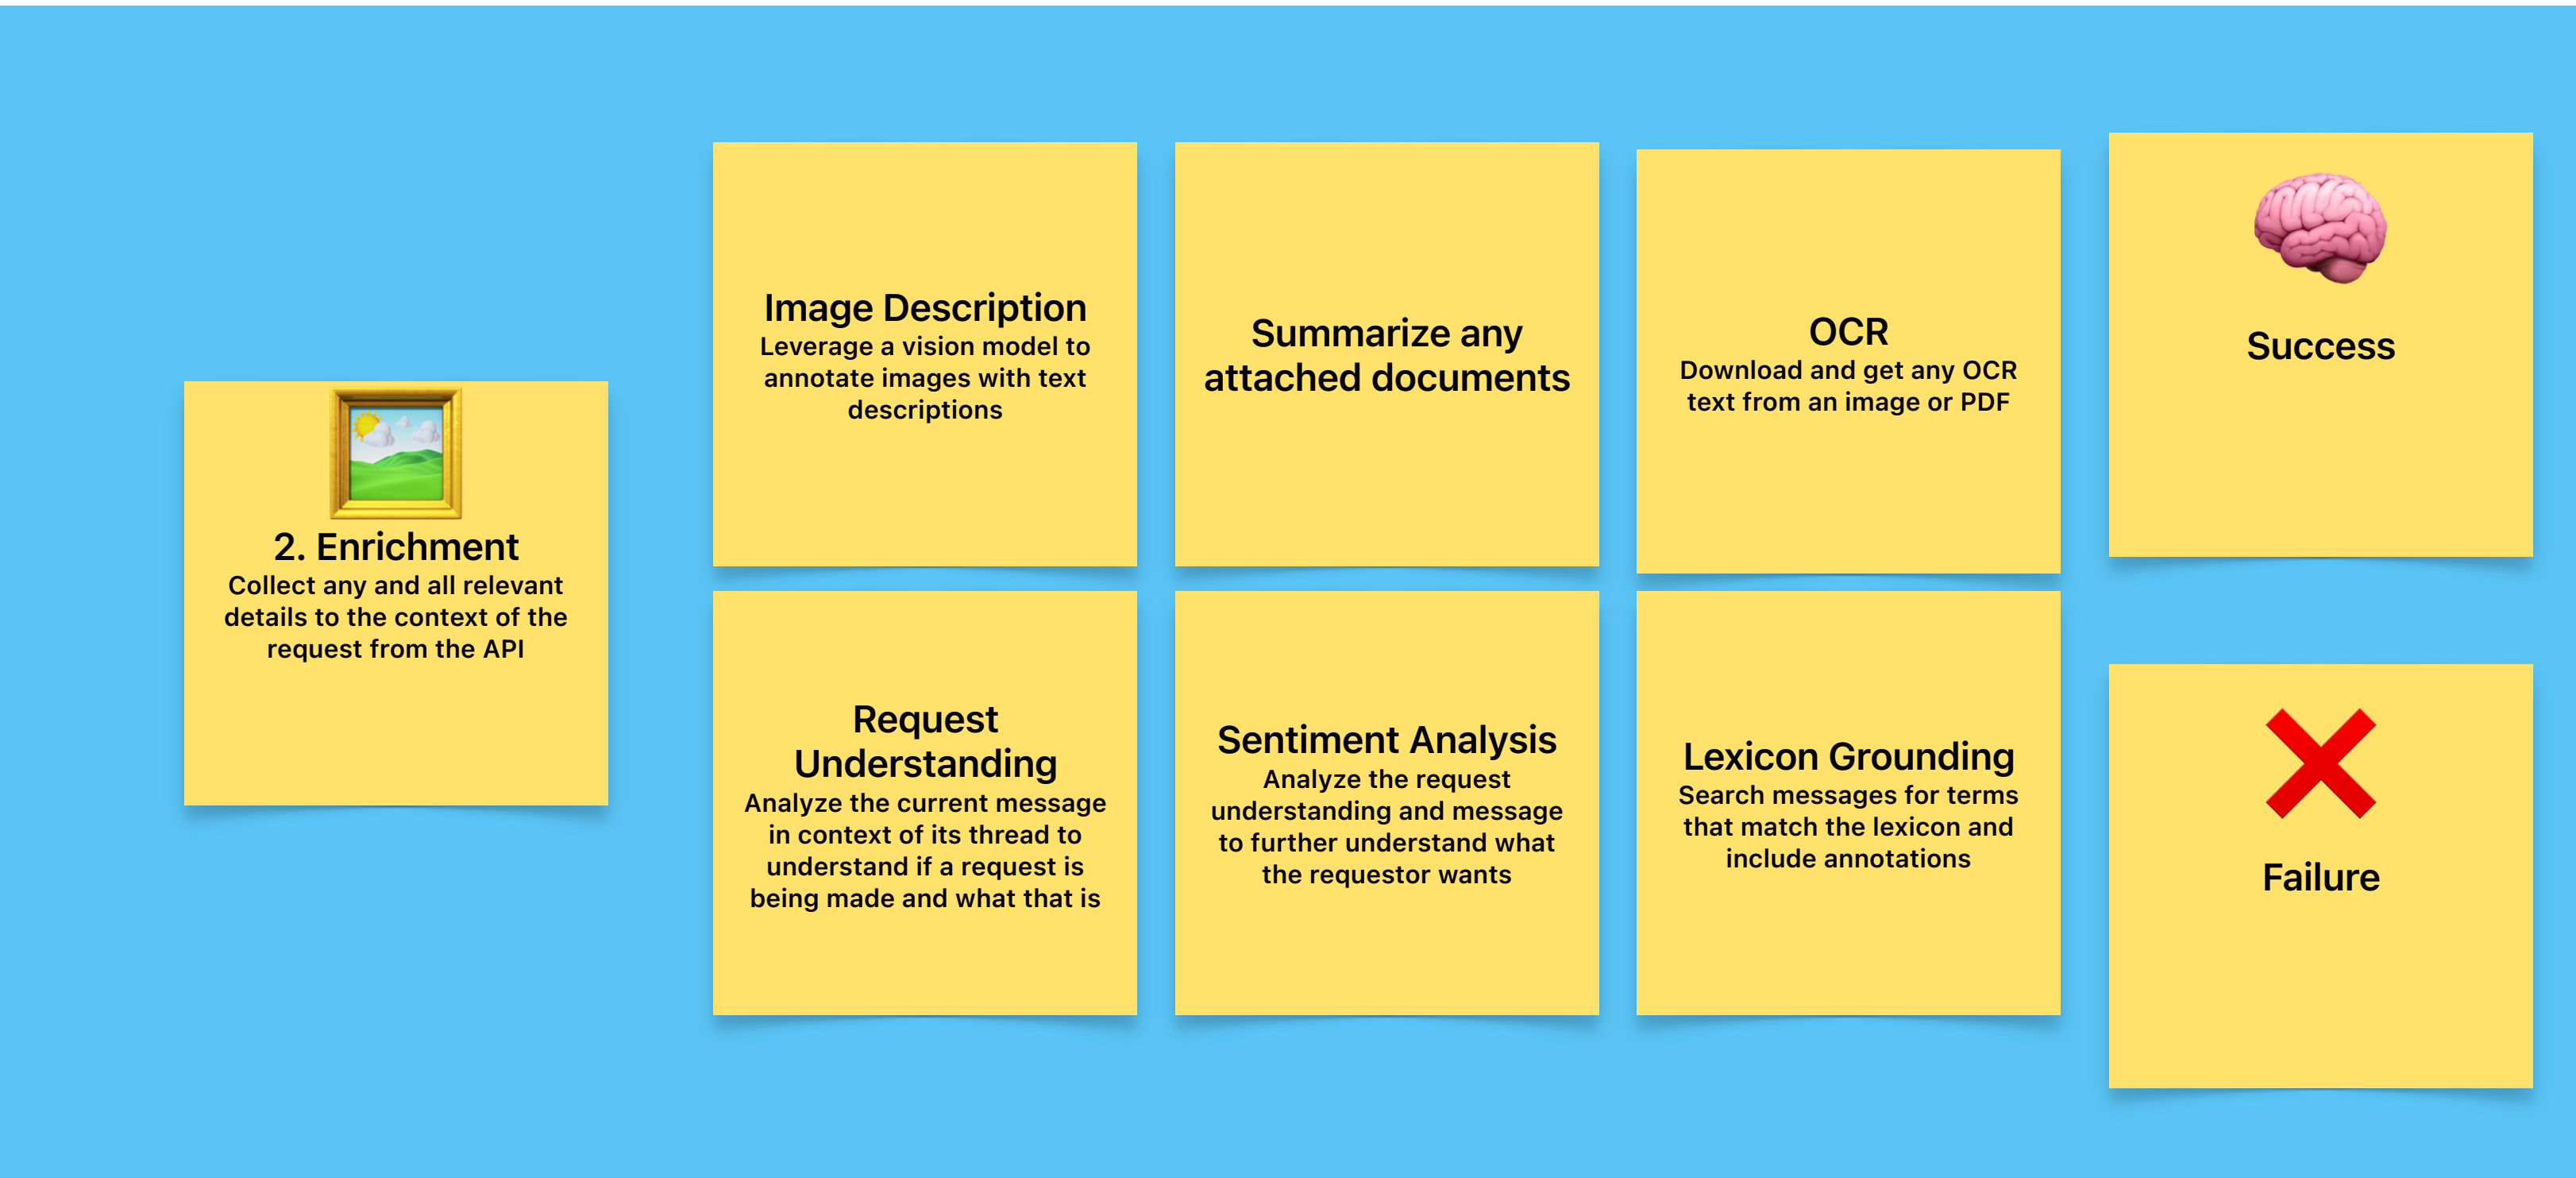 2. Enrichment
Collect any and all relevant
details to the context of the
request from the API
Image Description
Leverage a vision model to
annotate images with text
descriptions
Summarize any
attached documents
OCR
Download and get any OCR
text from an image or PDF
Success
Request
Understanding
Analyze the current message
in context of its thread to
understand if a request is
being made and what that is
Sentiment Analysis
Analyze the request
understanding and message
to further understand what
the requestor wants
Lexicon Grounding
Search messages for terms
that match the lexicon and
include annotations
Failure